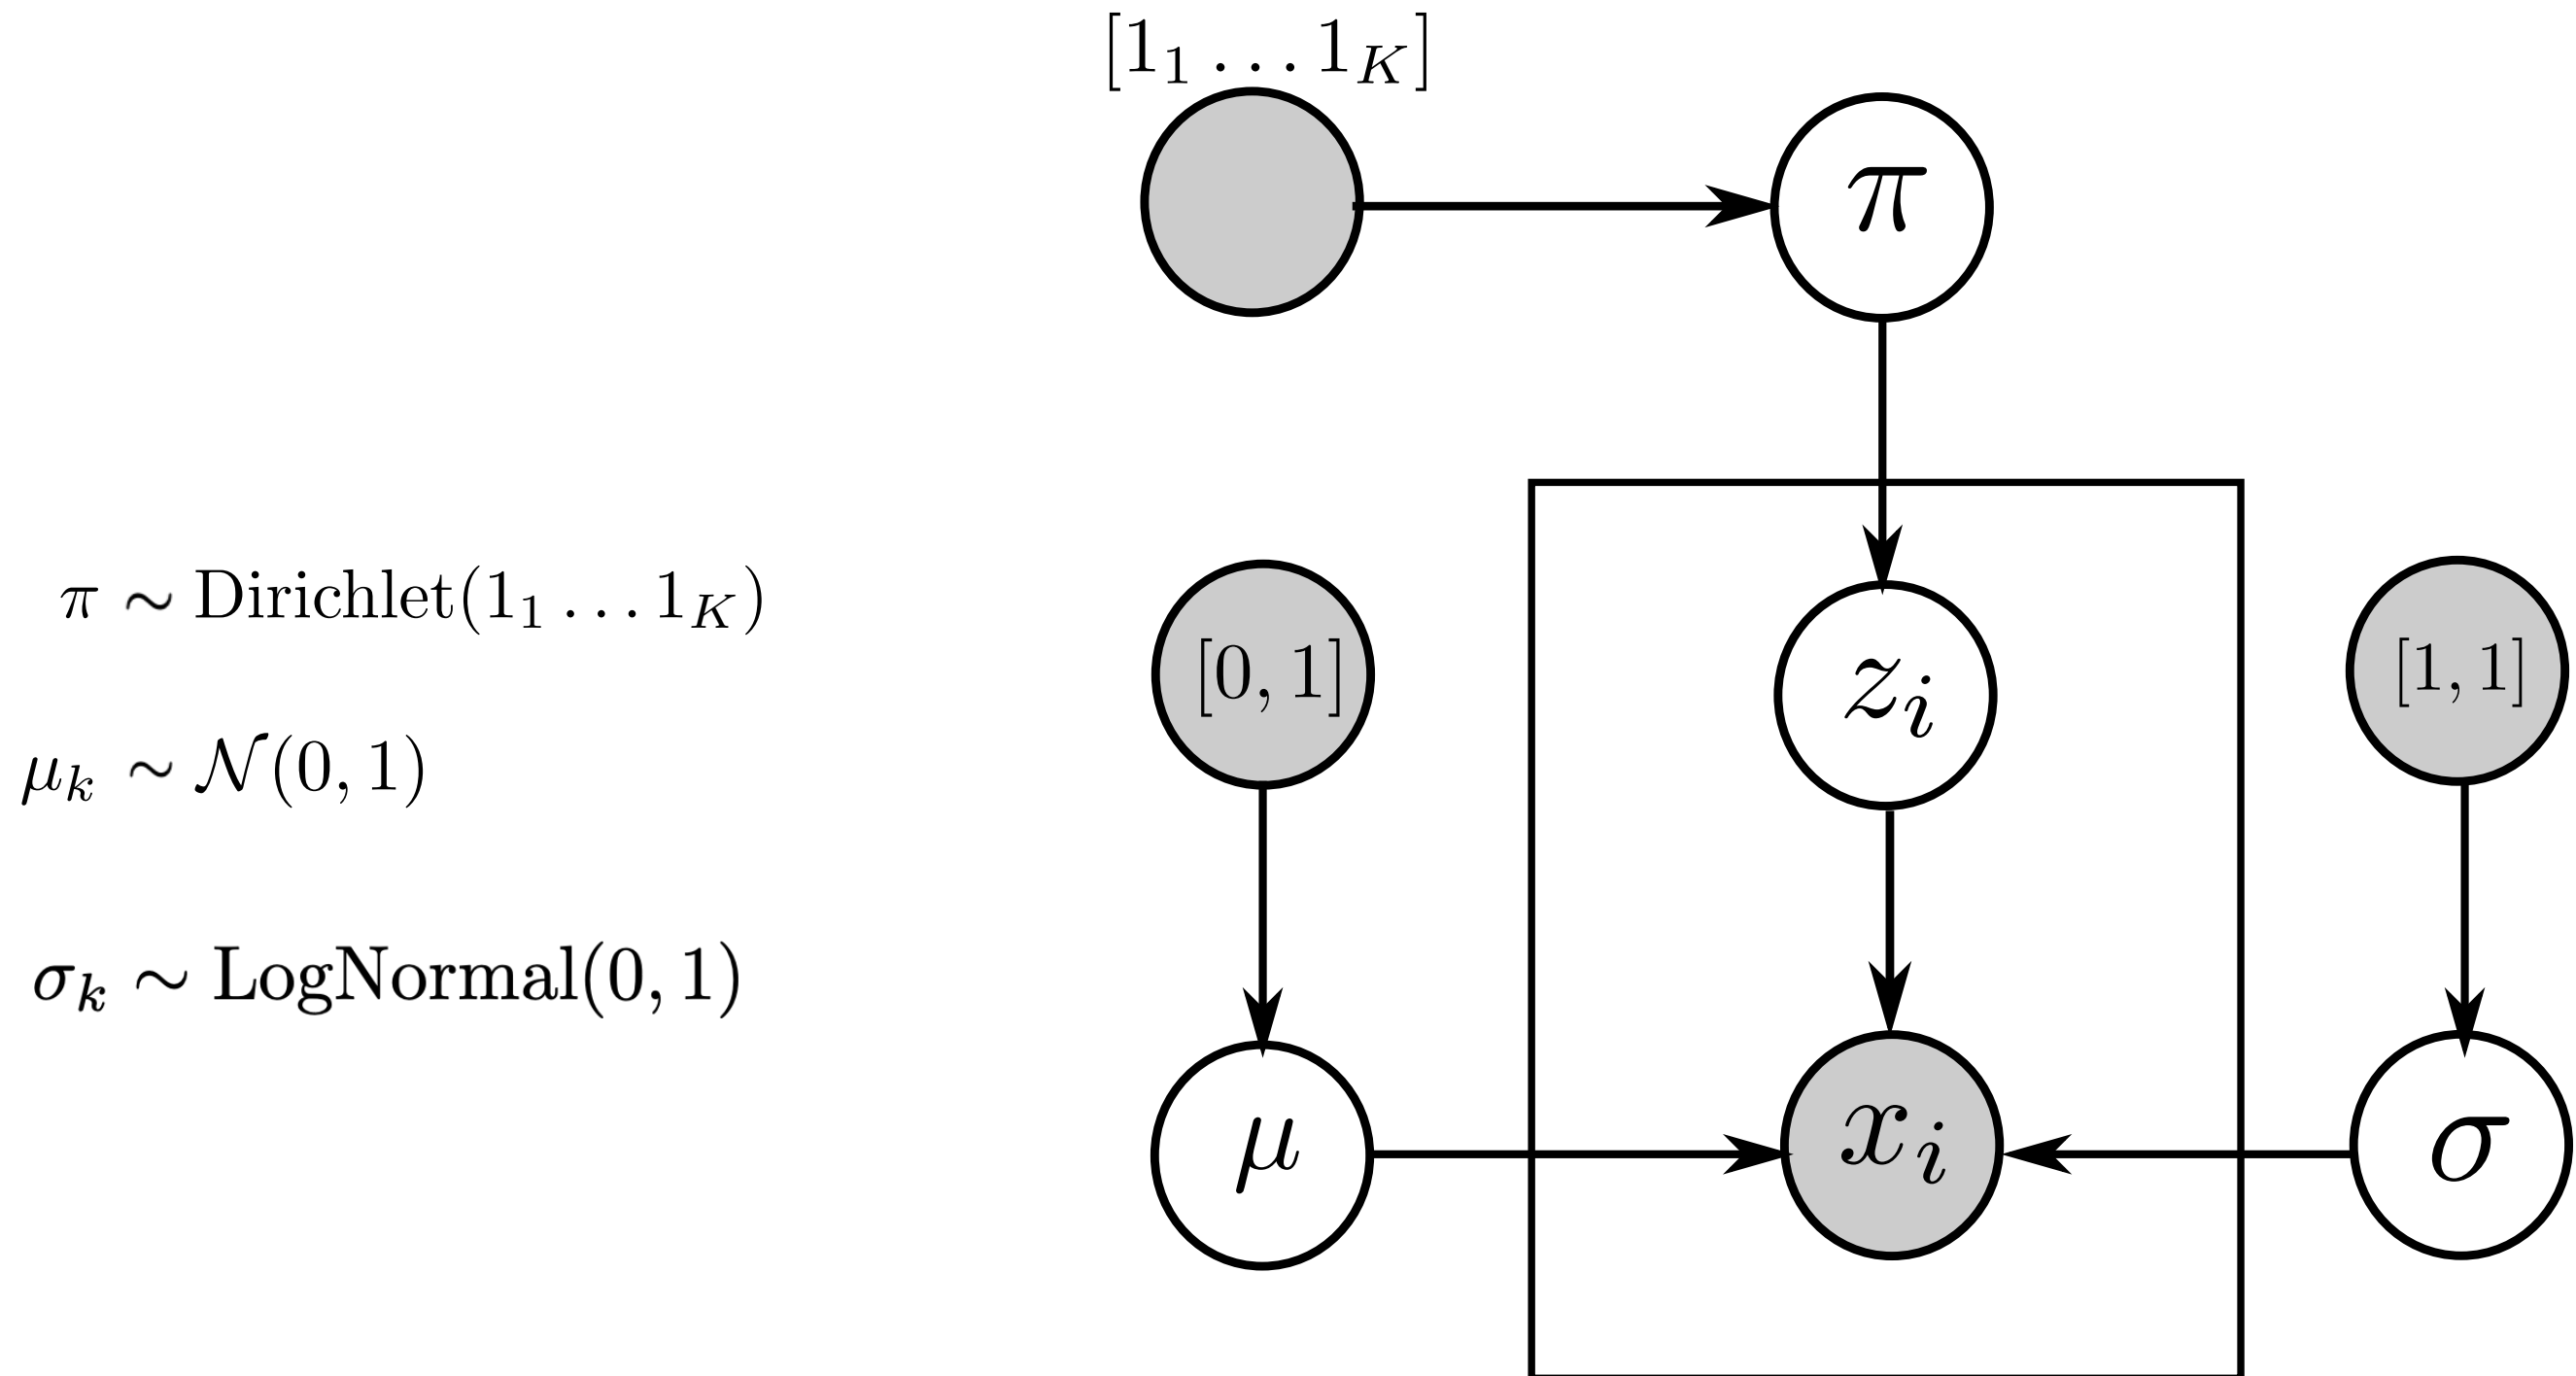 [1₁ … 1_K]
π
π ∼ Dirichlet(1₁ … 1_K)
[0, 1]
z_i
[1, 1]
μ_k ∼ 𝒩(0, 1)
σ_k ∼ LogNormal(0, 1)
μ
x_i
σ